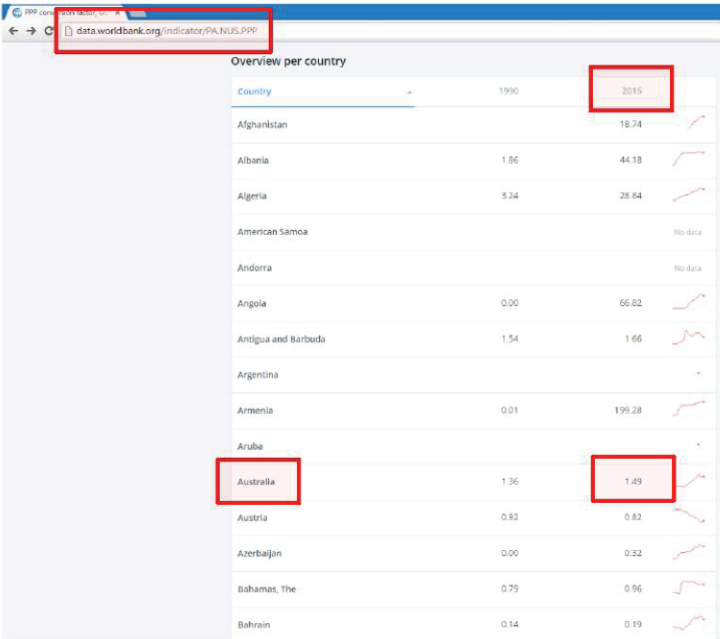 PPP con
data.worldbank.org/indicator/PA.NUS.PPP
Overview per country
Country 1990 2015
Afghanistan 18.74
Albania 1.86 44.18
Algeria 3.24 28.84
American Samoa No data
Andorra No data
Angola 0.00 66.82
Antigua and Barbuda 1.54 1.66
Argentina
Armenia 0.01 199.28
Aruba
Australia 1.36 1.49
Austria 0.92 0.82
Azerbaijan 0.00 0.32
Bahamas, The 0.79 0.96
Bahrain 0.14 0.19